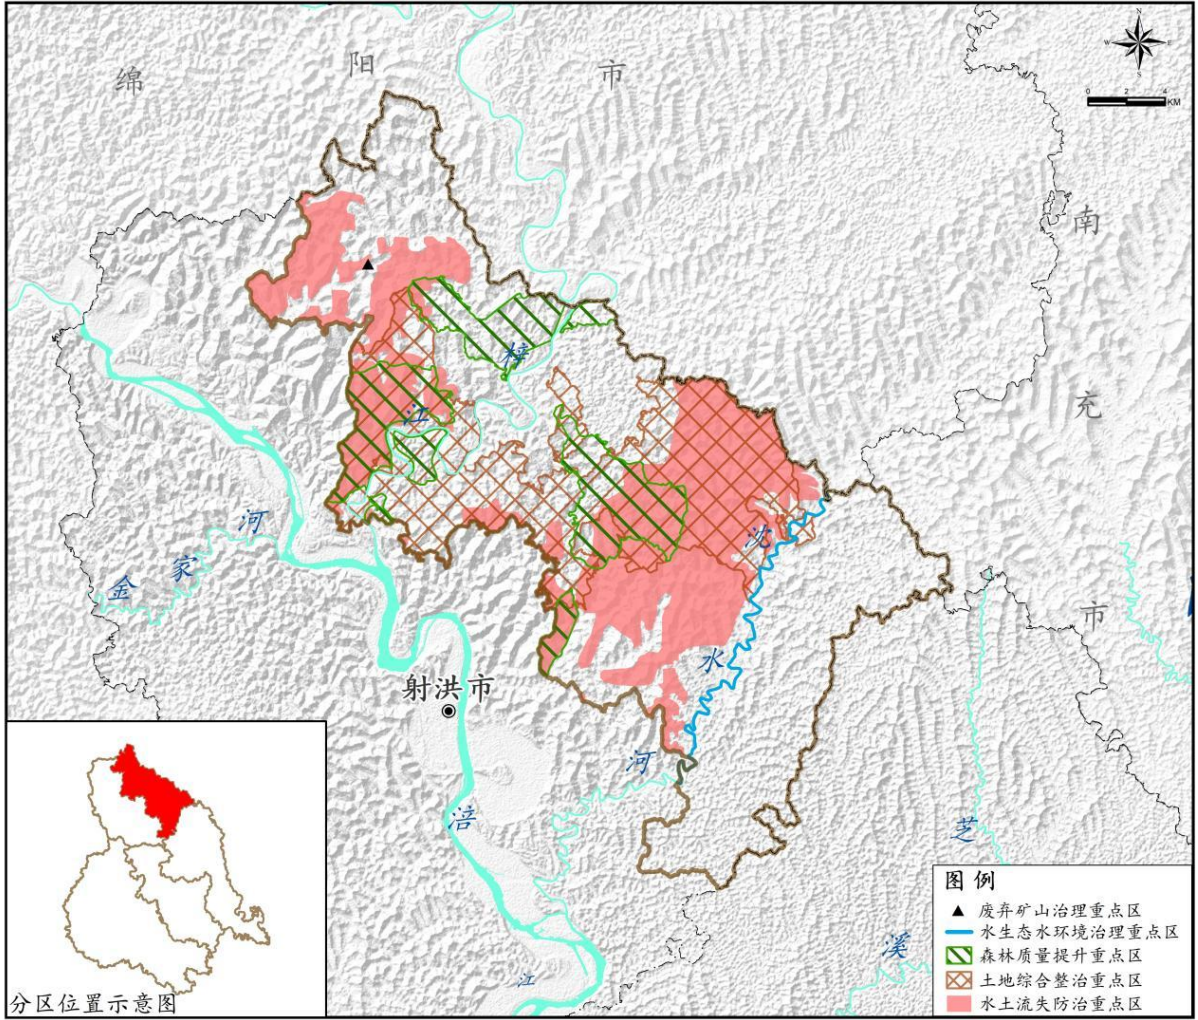 绵阳市
N
W E
S
0 2 4
KM
南充市
梓江
沈水河
金家河
射洪市
涪江
芝溪
分区位置示意图
图例
废弃矿山治理重点区
水生态水环境治理重点区
森林质量提升重点区
土地综合整治重点区
水土流失防治重点区